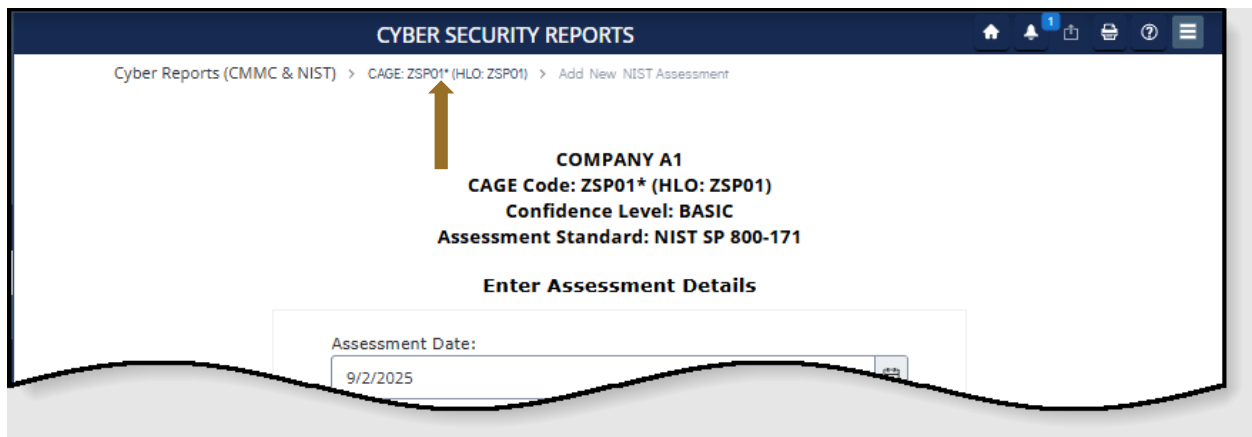 CYBER SECURITY REPORTS
1
Cyber Reports (CMMC & NIST) > CAGE: ZSP01* (HLO: ZSP01) > Add New NIST Assessment
COMPANY A1
CAGE Code: ZSP01* (HLO: ZSP01)
Confidence Level: BASIC
Assessment Standard: NIST SP 800-171
Enter Assessment Details
Assessment Date:
9/2/2025